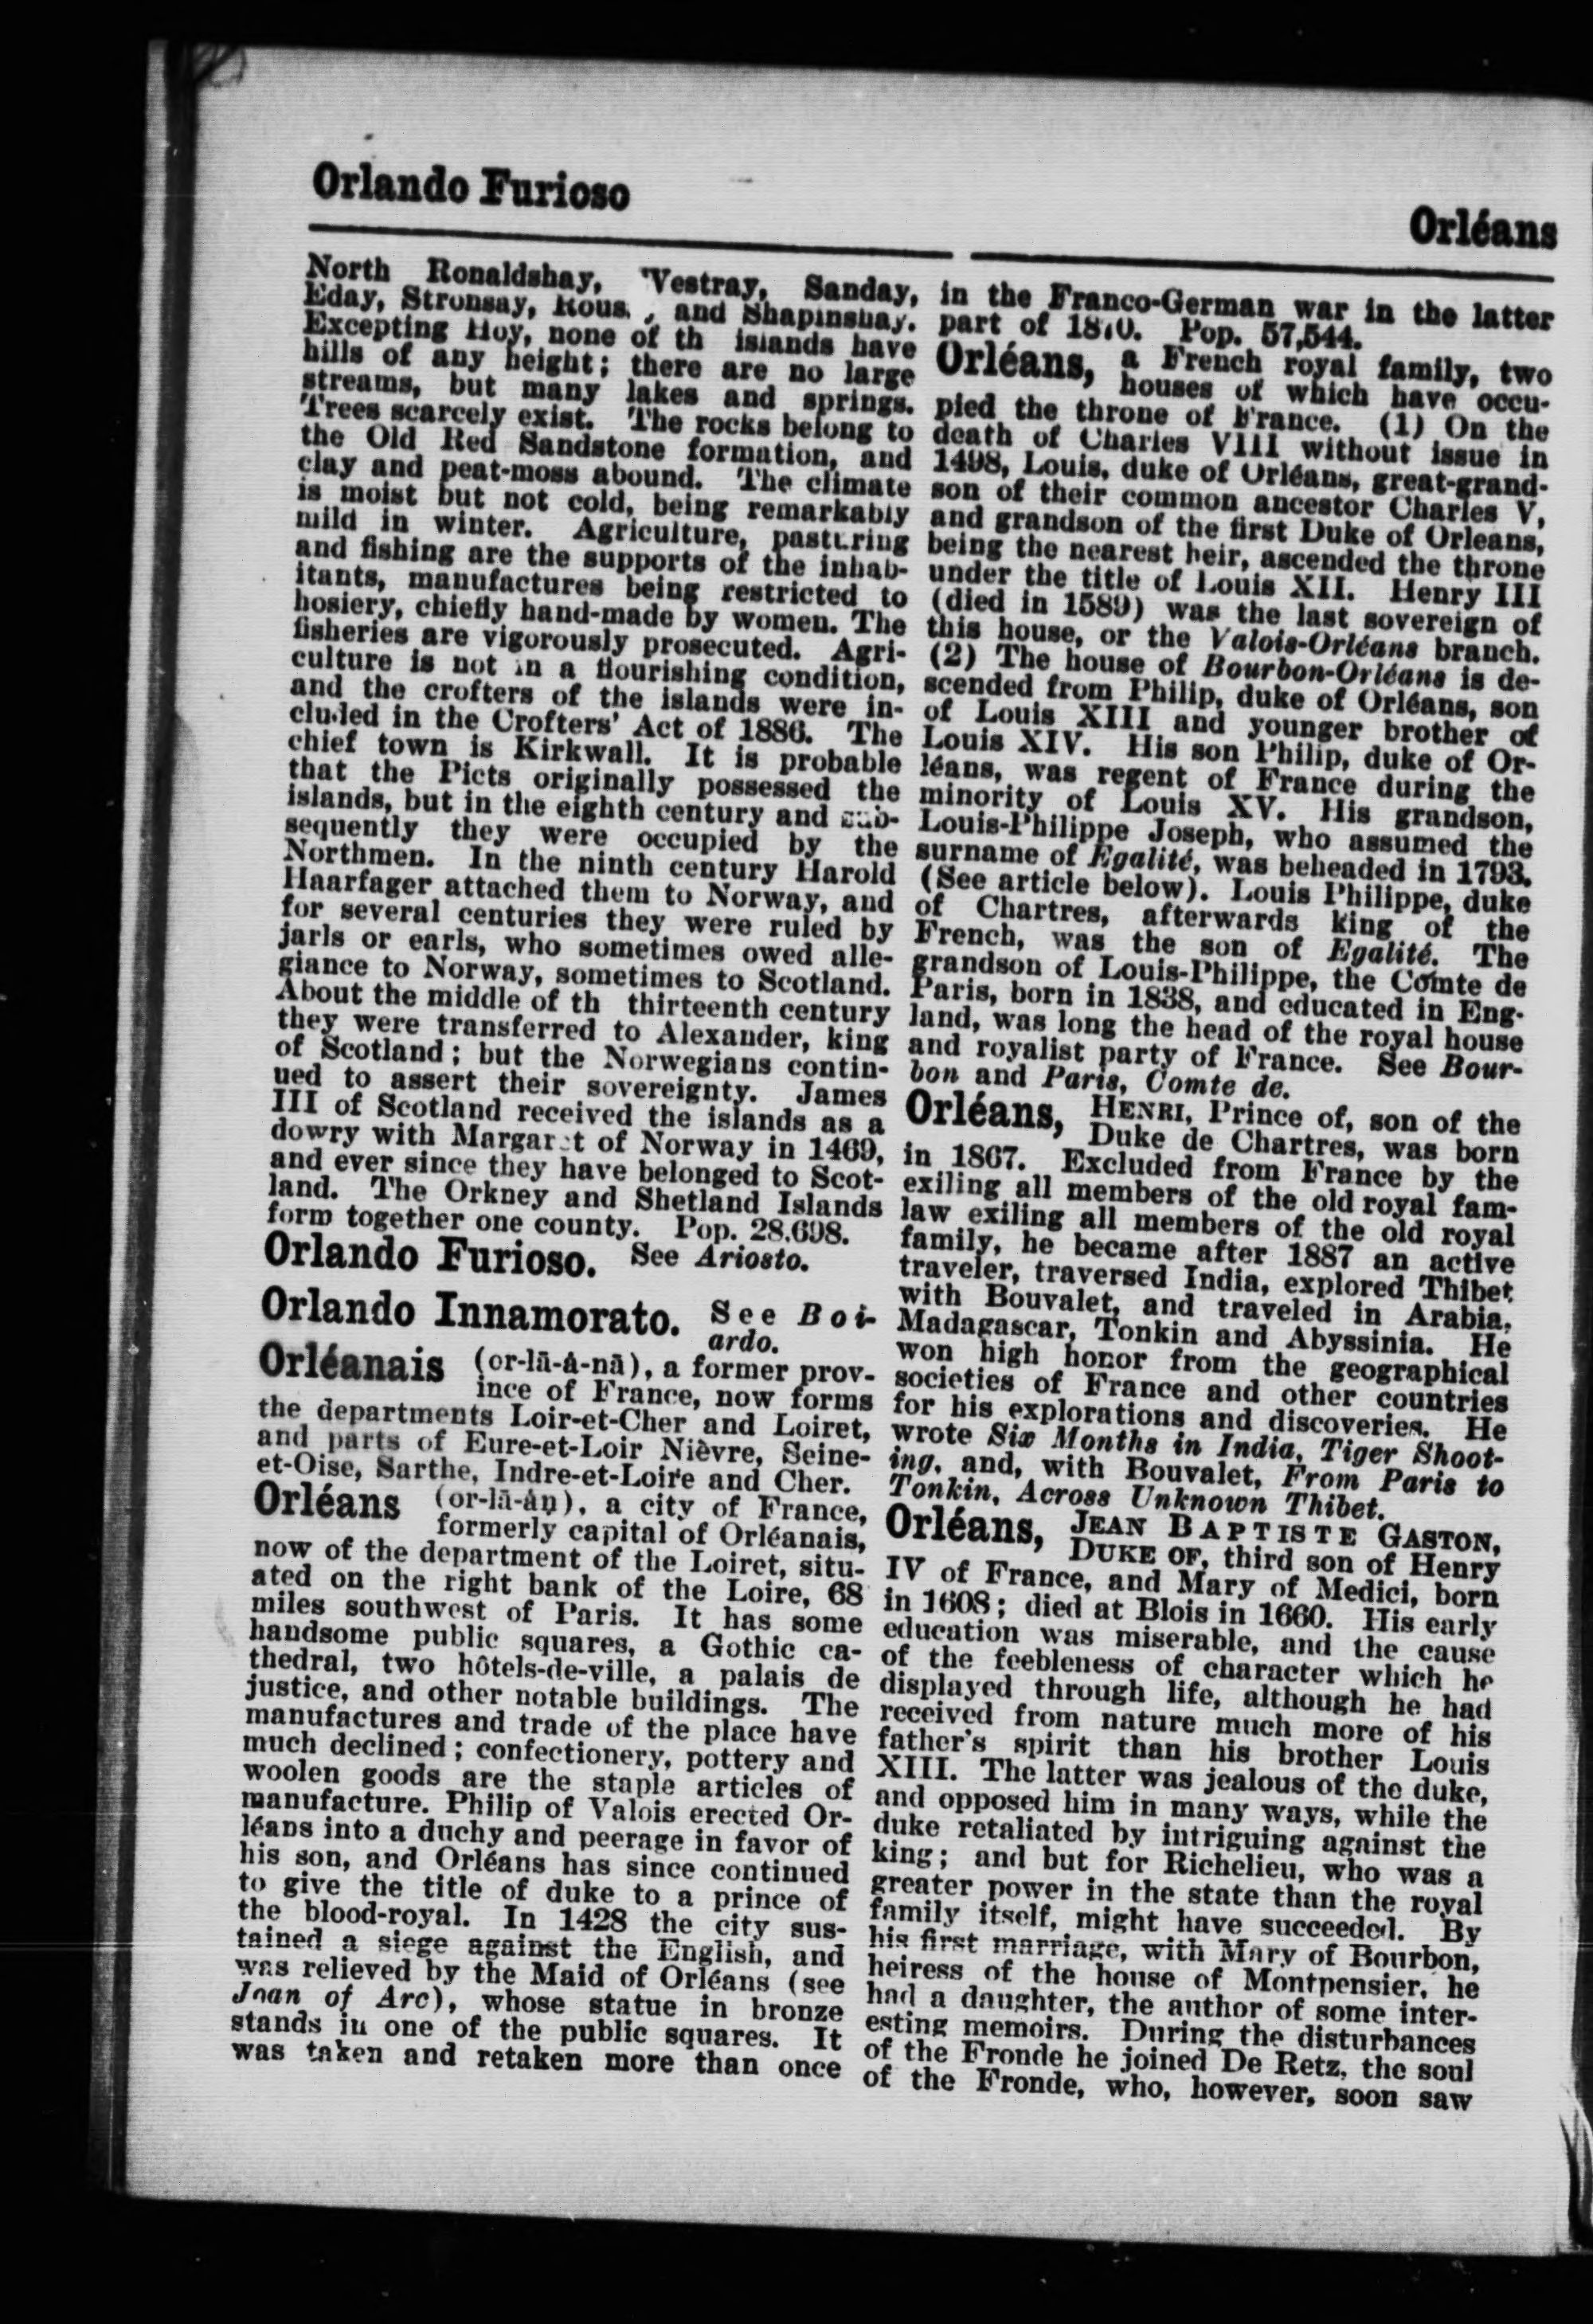 Orlando Furioso
Orléans
North Ronaldshay, Westray, Sanday,
Eday, Stronsay, and Shapinshay.
Excepting Hoy, none of th islands have
hills of any height; there are no large
streams, but many lakes and springs.
Trees scarcely exist. The rocks belong to
the Old Red Sandstone formation, and
clay and peat-moss abound. The climate
is moist but not cold, being remarkably
mild in winter. Agriculture, pasturing
and fishing are the supports of the inhab-
itants, manufactures being restricted to
hosiery, chiefly hand-made by women. The
fisheries are vigorously prosecuted. Agri-
culture is not in a flourishing condition,
and the crofters of the islands were in-
cluded in the Crofters' Act of 1886. The
chief town is Kirkwall. It is probable
that the Picts originally possessed the
islands, but in the eighth century and sub-
sequently they were occupied by the
Northmen. In the ninth century Harold
Haarfager attached them to Norway, and
for several centuries they were ruled by
jarls or earls, who sometimes owed alle-
giance to Norway, sometimes to Scotland.
About the middle of th thirteenth century
they were transferred to Alexander, king
of Scotland; but the Norwegians contin-
ued to assert their sovereignty. James
III of Scotland received the islands as a
dowry with Margaret of Norway in 1469,
and ever since they have belonged to Scot-
land. The Orkney and Shetland Islands
form together one county. Pop. 28,698.
Orlando Furioso. See Ariosto.
Orlando Innamorato. See Boi-
ardo.
Orléanais (or-lā-á-nā), a former prov-
ince of France, now forms
the departments Loir-et-Cher and Loiret,
and parts of Eure-et-Loir Nièvre, Seine-
et-Oise, Sarthe, Indre-et-Loire and Cher.
Orléans (or-lā-áṇ), a city of France,
formerly capital of Orléanais,
now of the department of the Loiret, situ-
ated on the right bank of the Loire, 68
miles southwest of Paris. It has some
handsome public squares, a Gothic ca-
thedral, two hôtels-de-ville, a palais de
justice, and other notable buildings. The
manufactures and trade of the place have
much declined; confectionery, pottery and
woolen goods are the staple articles of
manufacture. Philip of Valois erected Or-
léans into a duchy and peerage in favor of
his son, and Orléans has since continued
to give the title of duke to a prince of
the blood-royal. In 1428 the city sus-
tained a siege against the English, and
was relieved by the Maid of Orléans (see
Joan of Arc), whose statue in bronze
stands in one of the public squares. It
was taken and retaken more than once
in the Franco-German war in the latter
part of 1870. Pop. 57,544.
Orléans, a French royal family, two
houses of which have occu-
pied the throne of France. (1) On the
death of Charles VIII without issue in
1498, Louis, duke of Orléans, great-grand-
son of their common ancestor Charles V,
and grandson of the first Duke of Orleans,
being the nearest heir, ascended the throne
under the title of Louis XII. Henry III
(died in 1589) was the last sovereign of
this house, or the Valois-Orléans branch.
(2) The house of Bourbon-Orléans is de-
scended from Philip, duke of Orléans, son
of Louis XIII and younger brother of
Louis XIV. His son Philip, duke of Or-
léans, was regent of France during the
minority of Louis XV. His grandson,
Louis-Philippe Joseph, who assumed the
surname of Egalité, was beheaded in 1793.
(See article below). Louis Philippe, duke
of Chartres, afterwards king of the
French, was the son of Egalité. The
grandson of Louis-Philippe, the Comte de
Paris, born in 1838, and educated in Eng-
land, was long the head of the royal house
and royalist party of France. See Bour-
bon and Paris, Comte de.
Orléans, HENRI, Prince of, son of the
Duke de Chartres, was born
in 1867. Excluded from France by the
exiling all members of the old royal fam-
law exiling all members of the old royal
family, he became after 1887 an active
traveler, traversed India, explored Thibet
with Bouvalet, and traveled in Arabia,
Madagascar, Tonkin and Abyssinia. He
won high honor from the geographical
societies of France and other countries
for his explorations and discoveries. He
wrote Six Months in India, Tiger Shoot-
ing, and, with Bouvalet, From Paris to
Tonkin, Across Unknown Thibet.
Orléans, JEAN BAPTISTE GASTON,
DUKE OF, third son of Henry
IV of France, and Mary of Medici, born
in 1608; died at Blois in 1660. His early
education was miserable, and the cause
of the feebleness of character which he
displayed through life, although he had
received from nature much more of his
father's spirit than his brother Louis
XIII. The latter was jealous of the duke,
and opposed him in many ways, while the
duke retaliated by intriguing against the
king; and but for Richelieu, who was a
greater power in the state than the royal
family itself, might have succeeded. By
his first marriage, with Mary of Bourbon,
heiress of the house of Montpensier, he
had a daughter, the author of some inter-
esting memoirs. During the disturbances
of the Fronde he joined De Retz, the soul
of the Fronde, who, however, soon saw